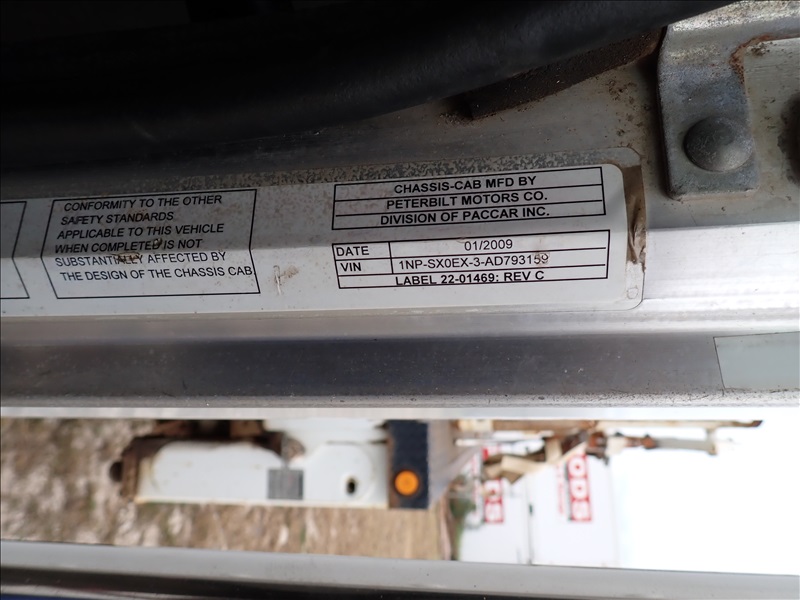 CONFORMITY TO THE OTHER
SAFETY STANDARDS
APPLICABLE TO THIS VEHICLE
WHEN COMPLETED IS NOT
SUBSTANTIALLY AFFECTED BY
THE DESIGN OF THE CHASSIS CAB.
CHASSIS-CAB MFD BY
PETERBILT MOTORS CO.
DIVISION OF PACCAR INC.
DATE 01/2009
VIN 1NP-SX0EX-3-AD793159
LABEL 22-01469: REV C
ODS
RS